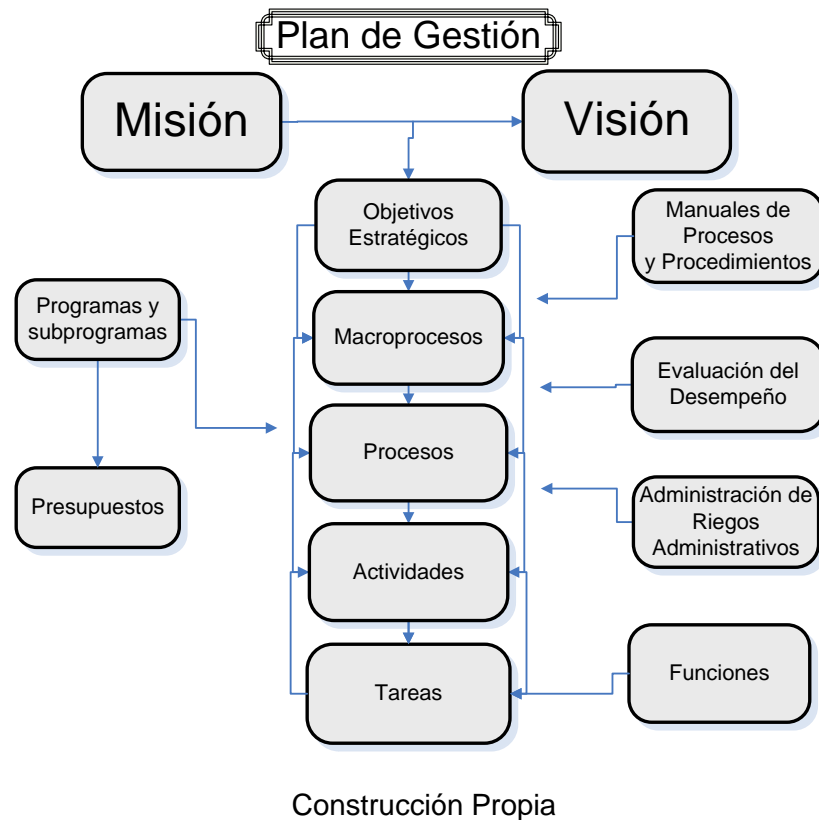 Plan de Gestión
Misión
Visión
Objetivos
Estratégicos
Manuales de
Procesos
y Procedimientos
Programas y
subprogramas
Macroprocesos
Evaluación del
Desempeño
Procesos
Presupuestos
Administración de
Riegos
Administrativos
Actividades
Tareas
Funciones
Construcción Propia